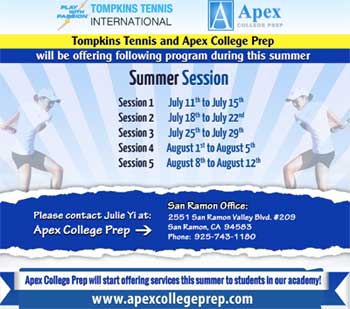 PLAY WITH PASSION
TOMPKINS TENNIS
INTERNATIONAL
A Apex
COLLEGE PREP
Tompkins Tennis and Apex College Prep
will be offering following program during this summer
Summer Session
Session 1 July 11th to July 15th
Session 2 July 18th to July 22nd
Session 3 July 25th to July 29th
Session 4 August 1st to August 5th
Session 5 August 8th to August 12th
Please contact Julie Yi at:
Apex College Prep →
San Ramon Office:
2551 San Ramon Valley Blvd. #209
San Ramon, CA 94583
Phone: 925-743-1180
Apex College Prep will start offering services this summer to students in our academy!
www.apexcollegeprep.com